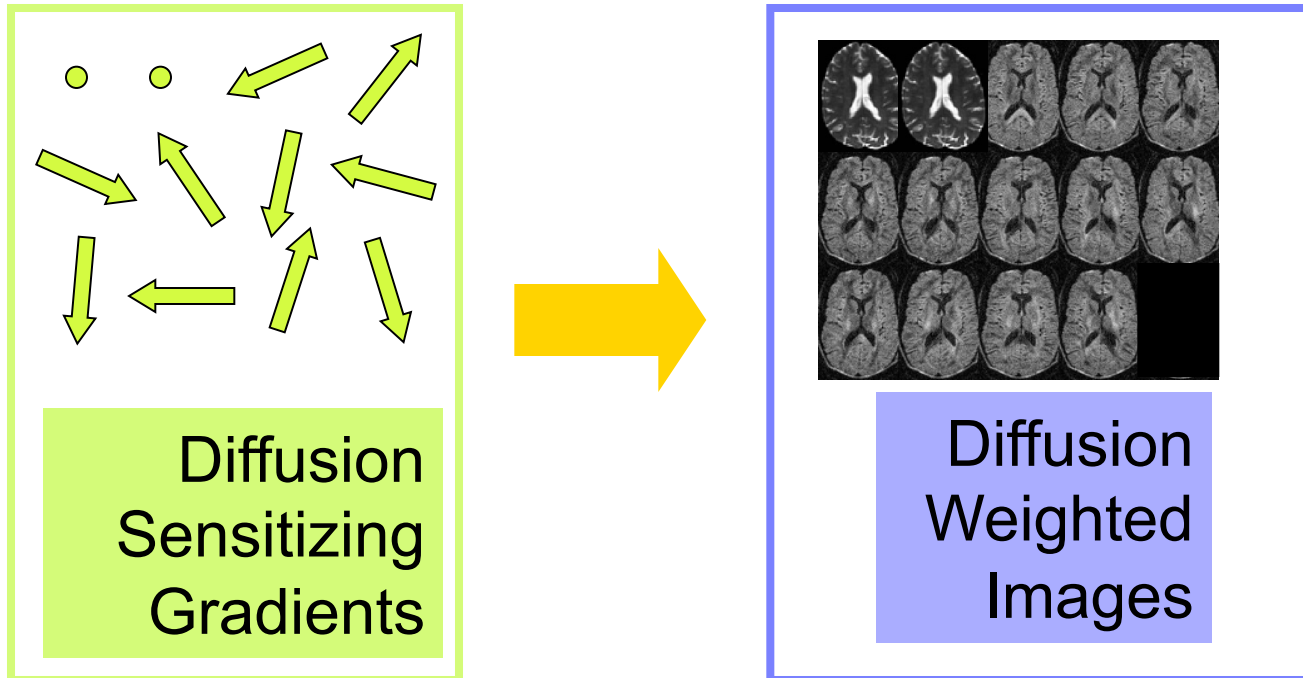 Diffusion
Sensitizing
Gradients
Diffusion
Weighted
Images